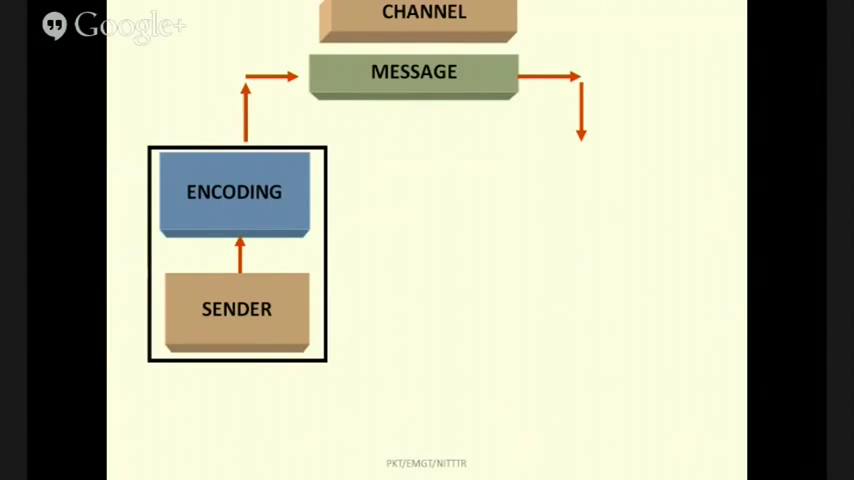 Google+
CHANNEL
MESSAGE
ENCODING
SENDER
PKT/EMGT/NITTTR